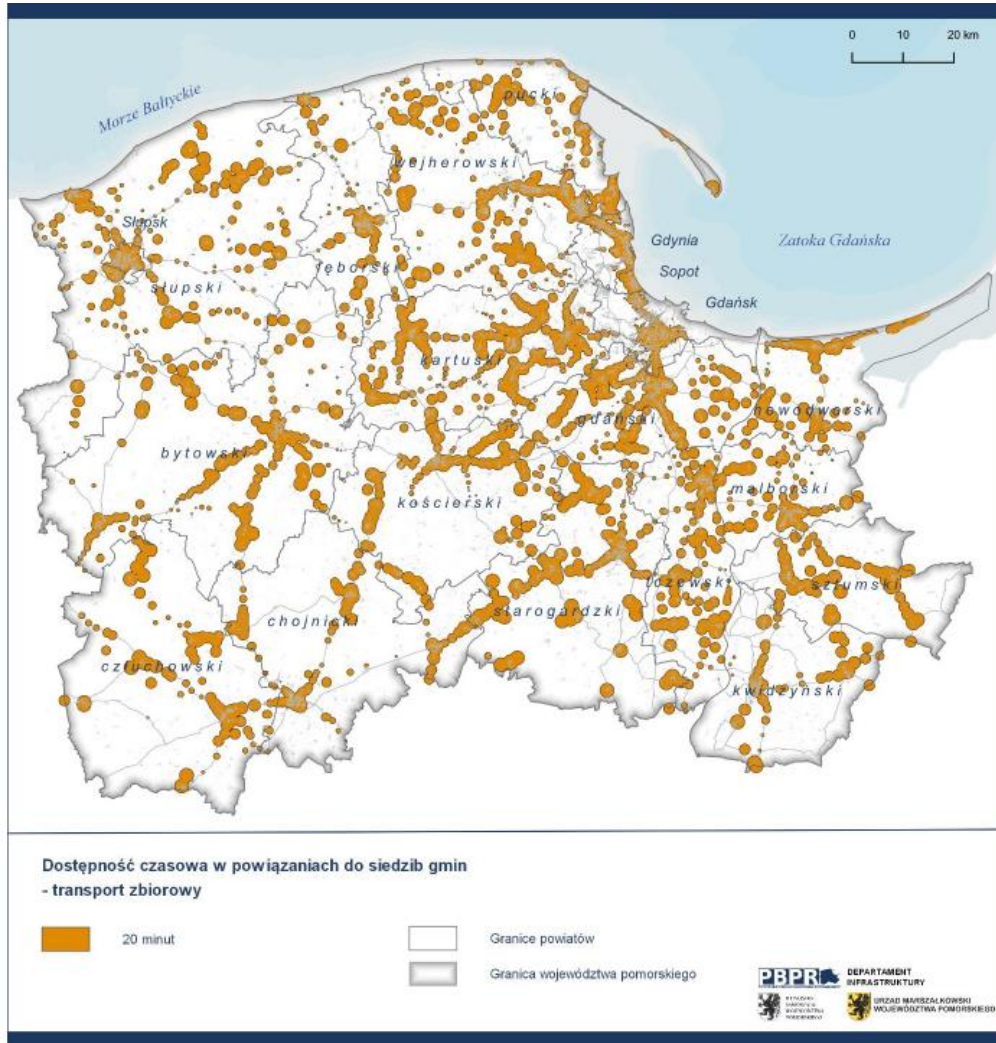 0 10 20 km
Morze Bałtyckie
pucki
wejherowski
Słupsk
Gdynia
Zatoka Gdańska
słupski
lęborski
Sopot
Gdańsk
kartuski
gdański
nowodworski
bytowski
kościerski
malborski
tczewski
sztumski
chojnicki
starogardzki
człuchowski
kwidzyński
Dostępność czasowa w powiązaniach do siedzib gmin
- transport zbiorowy
20 minut
Granice powiatów
Granica województwa pomorskiego
PBPR
DEPARTAMENT
INFRASTRUKTURY
URZĄD MARSZAŁKOWSKI
WOJEWÓDZTWA POMORSKIEGO